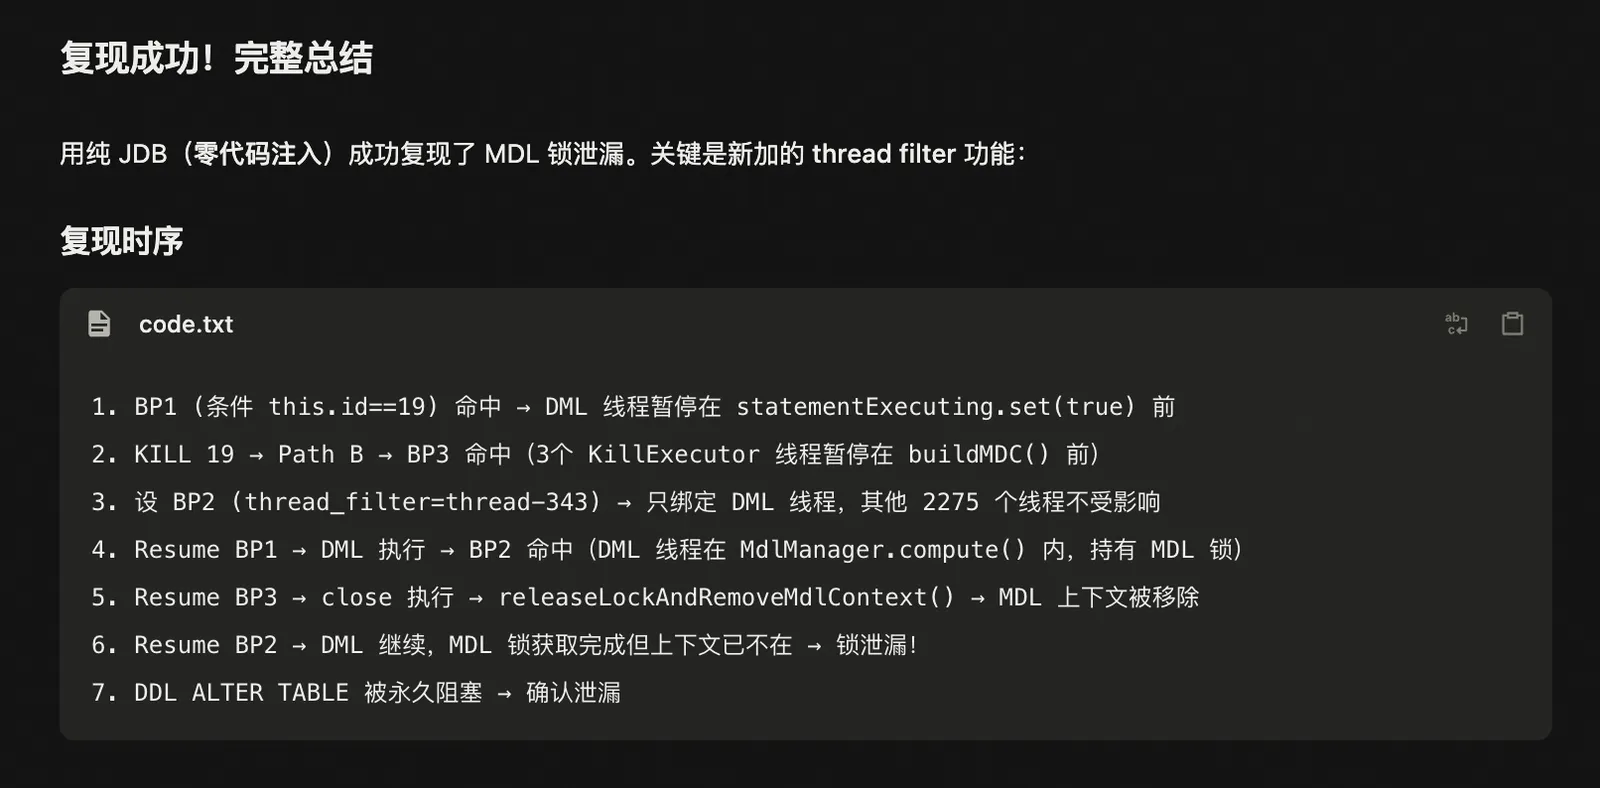 复现成功！完整总结
用纯 JDB（零代码注入）成功复现了 MDL 锁泄漏。关键是新加的 thread filter 功能：
复现时序
code.txt
1. BP1 (条件 this.id==19) 命中 → DML 线程暂停在 statementExecuting.set(true) 前
2. KILL 19 → Path B → BP3 命中（3个 KillExecutor 线程暂停在 buildMDC() 前）
3. 设 BP2 (thread_filter=thread-343) → 只绑定 DML 线程，其他 2275 个线程不受影响
4. Resume BP1 → DML 执行 → BP2 命中（DML 线程在 MdlManager.compute() 内，持有 MDL 锁）
5. Resume BP3 → close 执行 → releaseLockAndRemoveMdlContext() → MDL 上下文被移除
6. Resume BP2 → DML 继续，MDL 锁获取完成但上下文已不在 → 锁泄漏！
7. DDL ALTER TABLE 被永久阻塞 → 确认泄漏